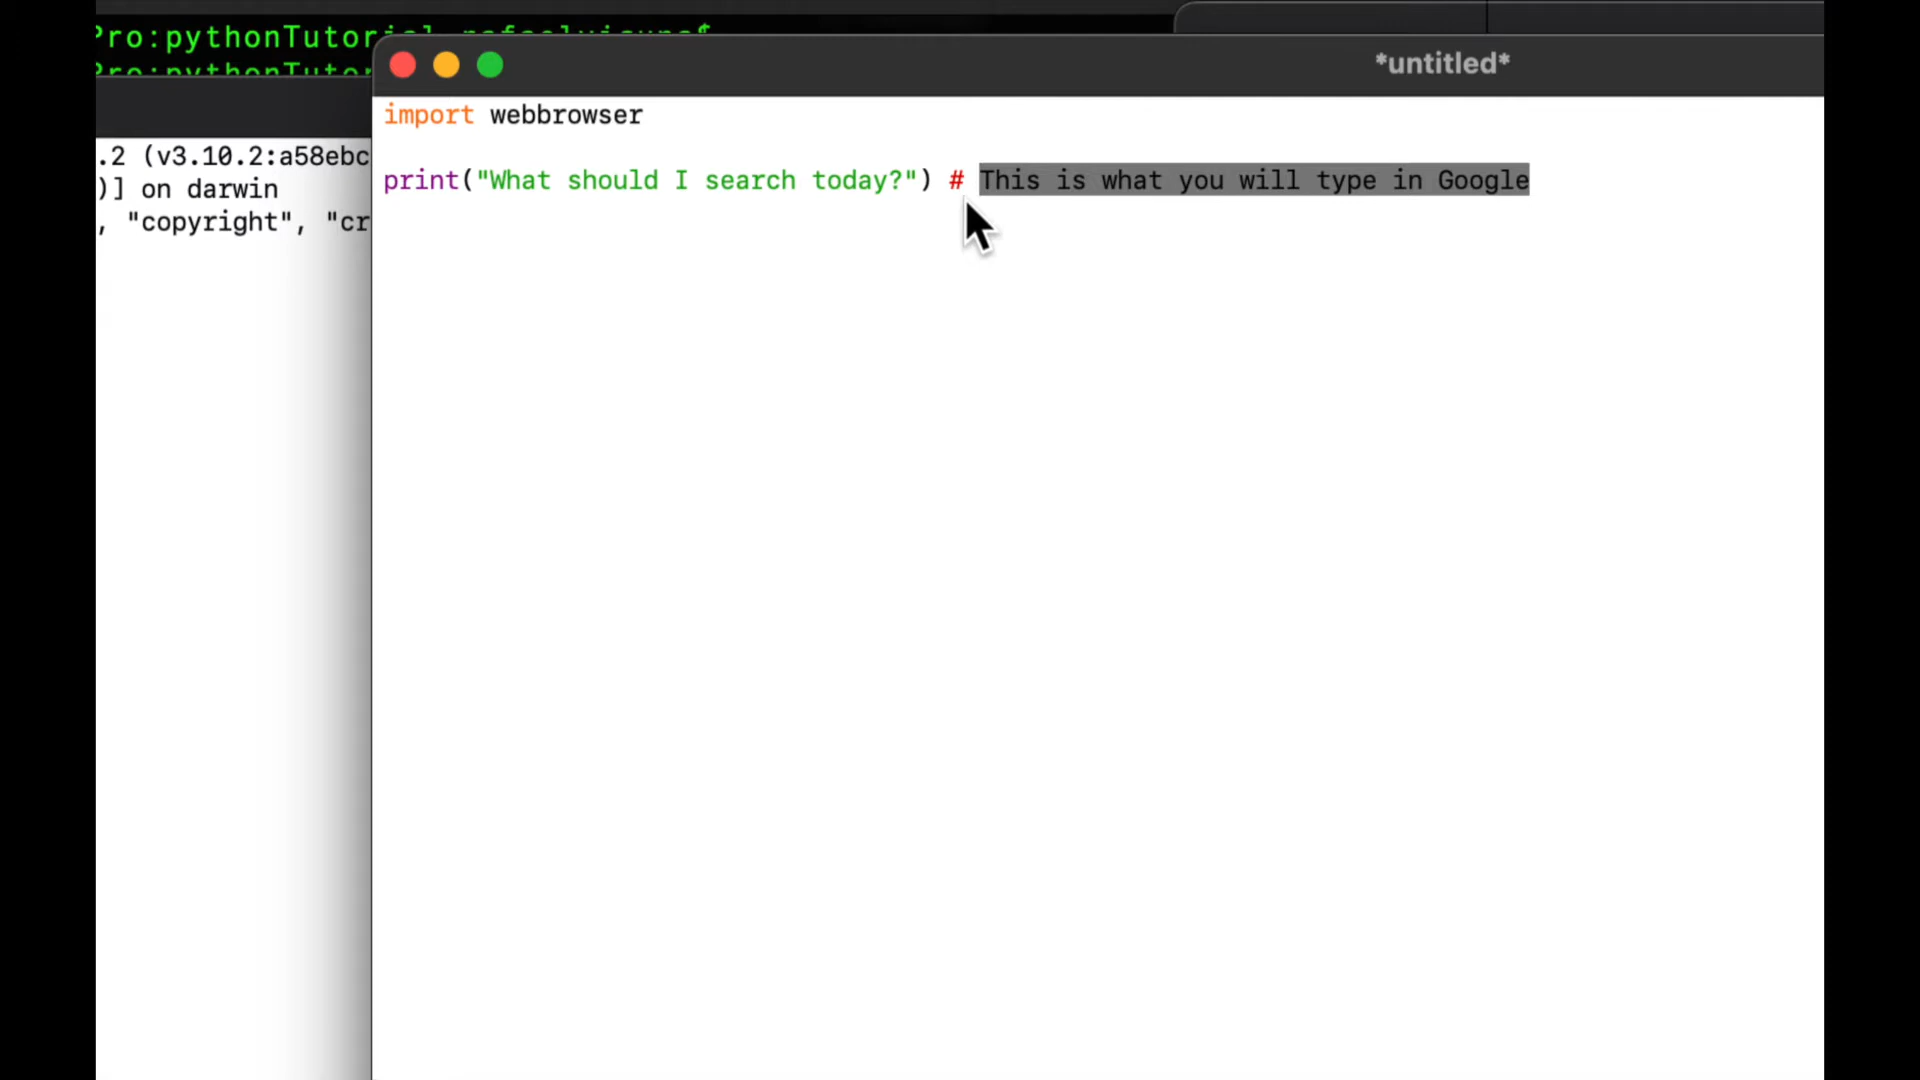 Pro:pythonTutorial
*untitled*
import webbrowser
print("What should I search today?") # This is what you will type in Google
.2 (v3.10.2:a58ebc
)] on darwin
, "copyright", "cr